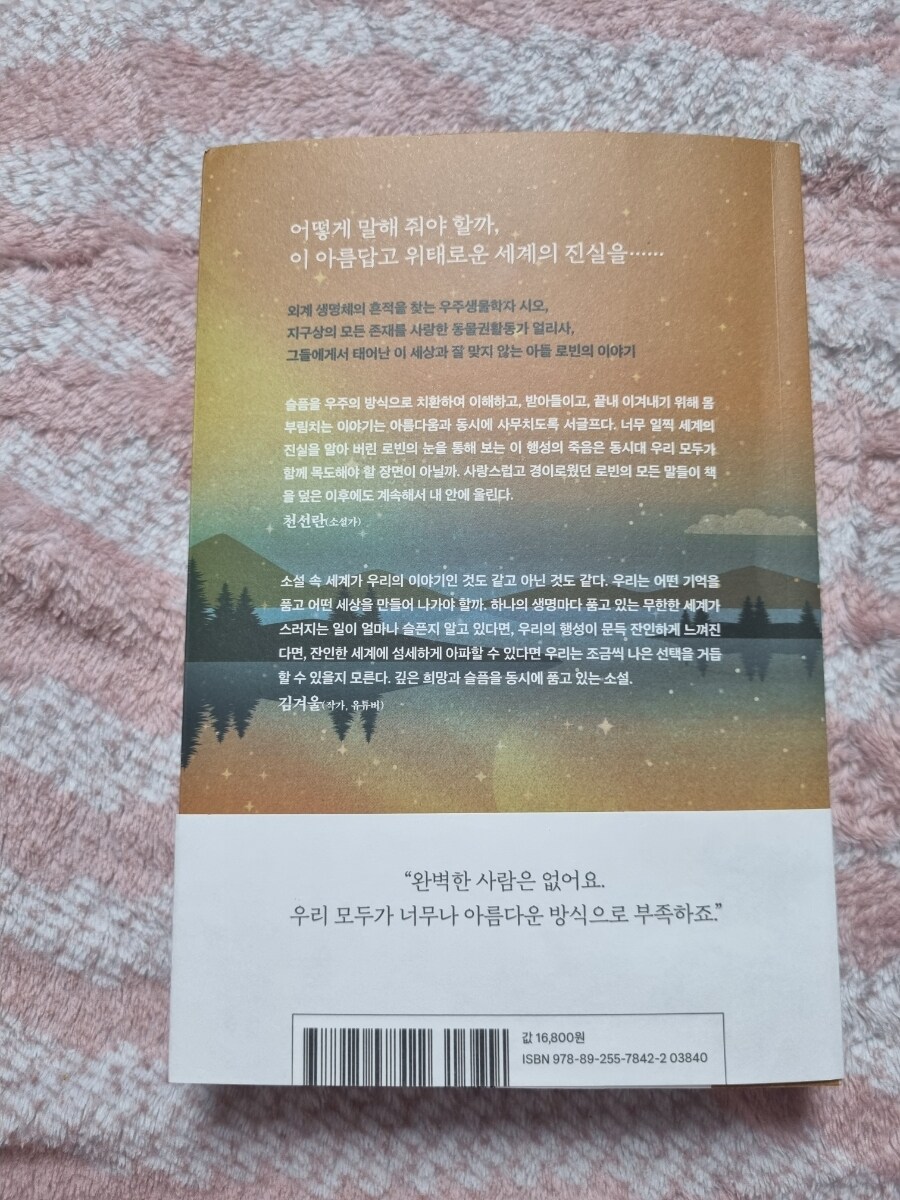 어떻게 말해 줘야 할까,
이 아름답고 위태로운 세계의 진실을……
외계 생명체의 흔적을 찾는 우주생물학자 시오,
지구상의 모든 존재를 사랑한 동물권활동가 얼리사,
그들에게서 태어난 이 세상과 잘 맞지 않는 아들 로빈의 이야기
슬픔을 우주의 방식으로 치환하여 이해하고, 받아들이고, 끝내 이겨내기 위해 몸
부림치는 이야기는 아름다움과 동시에 사무치도록 서글프다. 너무 일찍 세계의
진실을 알아 버린 로빈의 눈을 통해 보는 이 행성의 죽음은 동시대 우리 모두가
함께 목도해야 할 장면이 아닐까. 사랑스럽고 경이로웠던 로빈의 모든 말들이 책
을 덮은 이후에도 계속해서 내 안에 울린다.
천선란(소설가)
소설 속 세계가 우리의 이야기인 것도 같고 아닌 것도 같다. 우리는 어떤 기억을
품고 어떤 세상을 만들어 나가야 할까. 하나의 생명마다 품고 있는 무한한 세계가
스러지는 일이 얼마나 슬픈지 알고 있다면, 우리의 행성이 문득 잔인하게 느껴진
다면, 잔인한 세계에 섬세하게 아파할 수 있다면 우리는 조금씩 나은 선택을 거듭
할 수 있을지 모른다. 깊은 희망과 슬픔을 동시에 품고 있는 소설.
김겨울(작가, 유튜버)
“완벽한 사람은 없어요.
우리 모두가 너무나 아름다운 방식으로 부족하죠.”
값 16,800원
ISBN 978-89-255-7842-2 03840